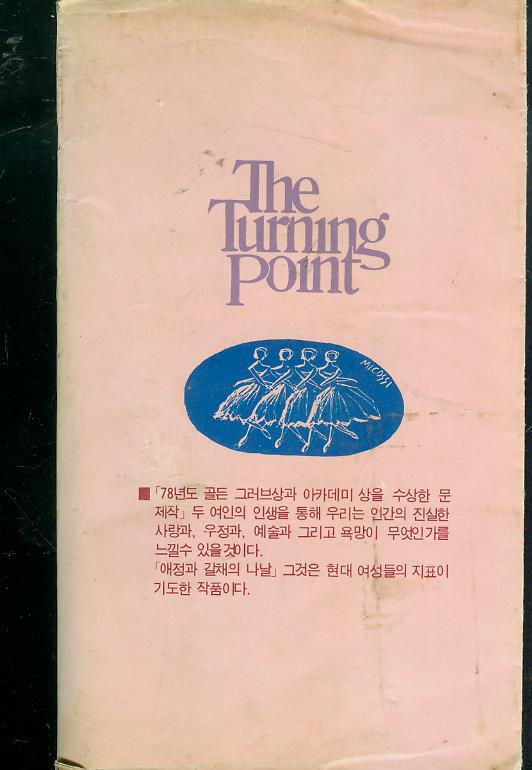 The
Turning
Point
MICOSSI
■「78년도 골든 그러브상과 아카데미 상을 수상한 문
제작」 두 여인의 인생을 통해 우리는 인간의 진실한
사랑과, 우정과, 예술과 그리고 욕망이 무엇인가를
느낄수 있을것이다.
「애정과 갈채의 나날」 그것은 현대 여성들의 지표이
기도한 작품이다.